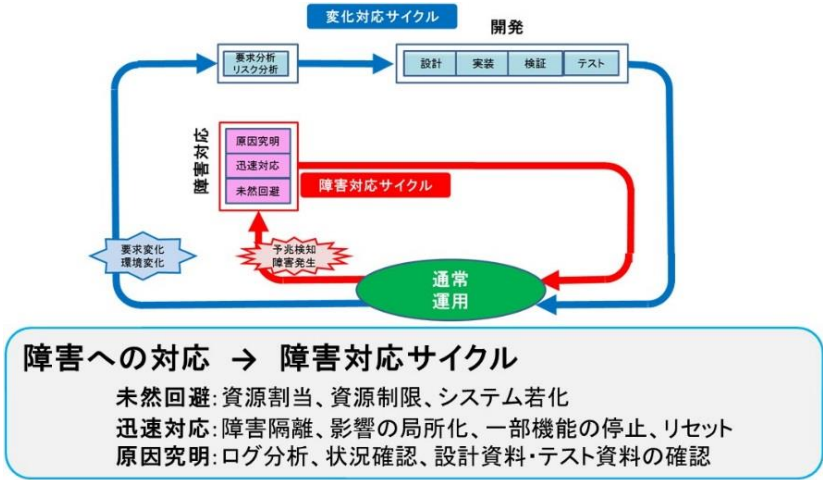 変化対応サイクル
開発
要求分析
リスク分析
設計
実装
検証
テスト
障害対応
原因究明
迅速対応
未然回避
障害対応サイクル
要求変化
環境変化
予兆検知
障害発生
通常
運用
障害への対応 → 障害対応サイクル
未然回避:資源割当、資源制限、システム若化
迅速対応:障害隔離、影響の局所化、一部機能の停止、リセット
原因究明:ログ分析、状況確認、設計資料・テスト資料の確認